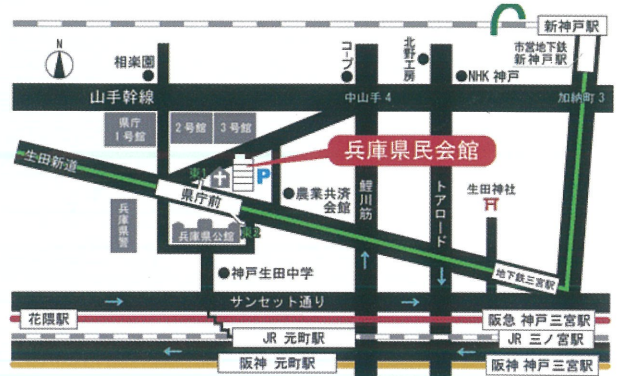 新神戸駅
市営地下鉄
新神戸駅
N
相楽園
コープ
北野工房
NHK 神戸
山手幹線
中山手 4
加納町 3
県庁
1号館
2号館
3号館
兵庫県民会館
生田新道
東1
P
県庁前
農業共済
会館
鯉川筋
トアロード
生田神社
兵庫県警
兵庫県公館
東2
神戸生田中学
地下鉄三宮駅
サンセット通り
花隈駅
阪急 神戸三宮駅
JR 元町駅
JR 三ノ宮駅
阪神 元町駅
阪神 神戸三宮駅